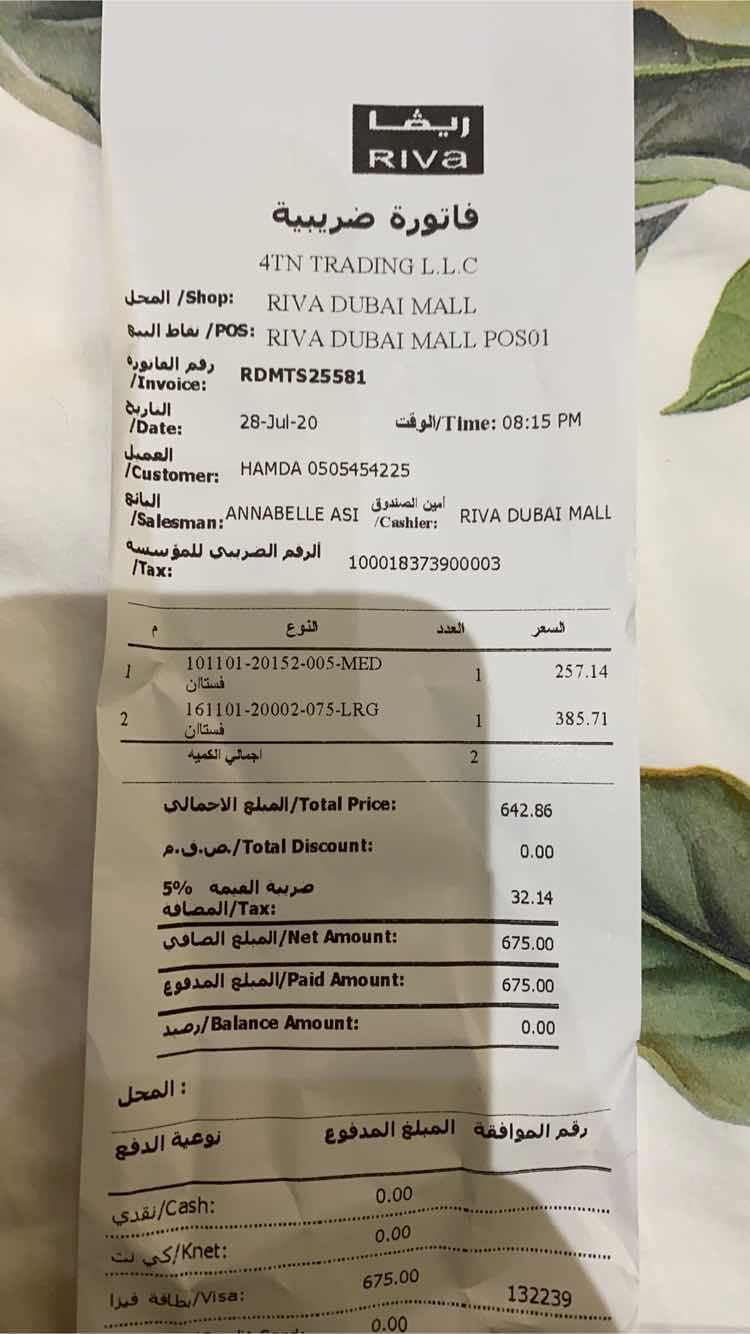 ريـڤـا
RIVA
فاتورة ضريبية
4TN TRADING L.L.C
المحل /Shop: RIVA DUBAI MALL
نقاط البيع /POS: RIVA DUBAI MALL POS01
رقم الفاتورة /Invoice: RDMTS25581
التاريخ /Date: 28-Jul-20 الوقت/Time: 08:15 PM
العميل /Customer: HAMDA 0505454225
البائع /Salesman: ANNABELLE ASI أمين الصندوق /Cashier: RIVA DUBAI MALL
الرقم الضريبي للمؤسسة /Tax: 100018373900003
م النوع العدد السعر
1 101101-20152-005-MED 1 257.14
فستاان
2 161101-20002-075-LRG 1 385.71
فستاان
اجمالي الكميه 2
المبلغ الاجمالي/Total Price: 642.86
ص.ف.م./Total Discount: 0.00
ضريبة القيمه 5%
المضافة/Tax: 32.14
المبلغ الصافي/Net Amount: 675.00
المبلغ المدفوع/Paid Amount: 675.00
رصيد/Balance Amount: 0.00
المحل :
نوعية الدفع المبلغ المدفوع رقم الموافقة
نقدي/Cash: 0.00
كي نت/Knet: 0.00
بطاقة فيزا/Visa: 675.00 132239
0.00